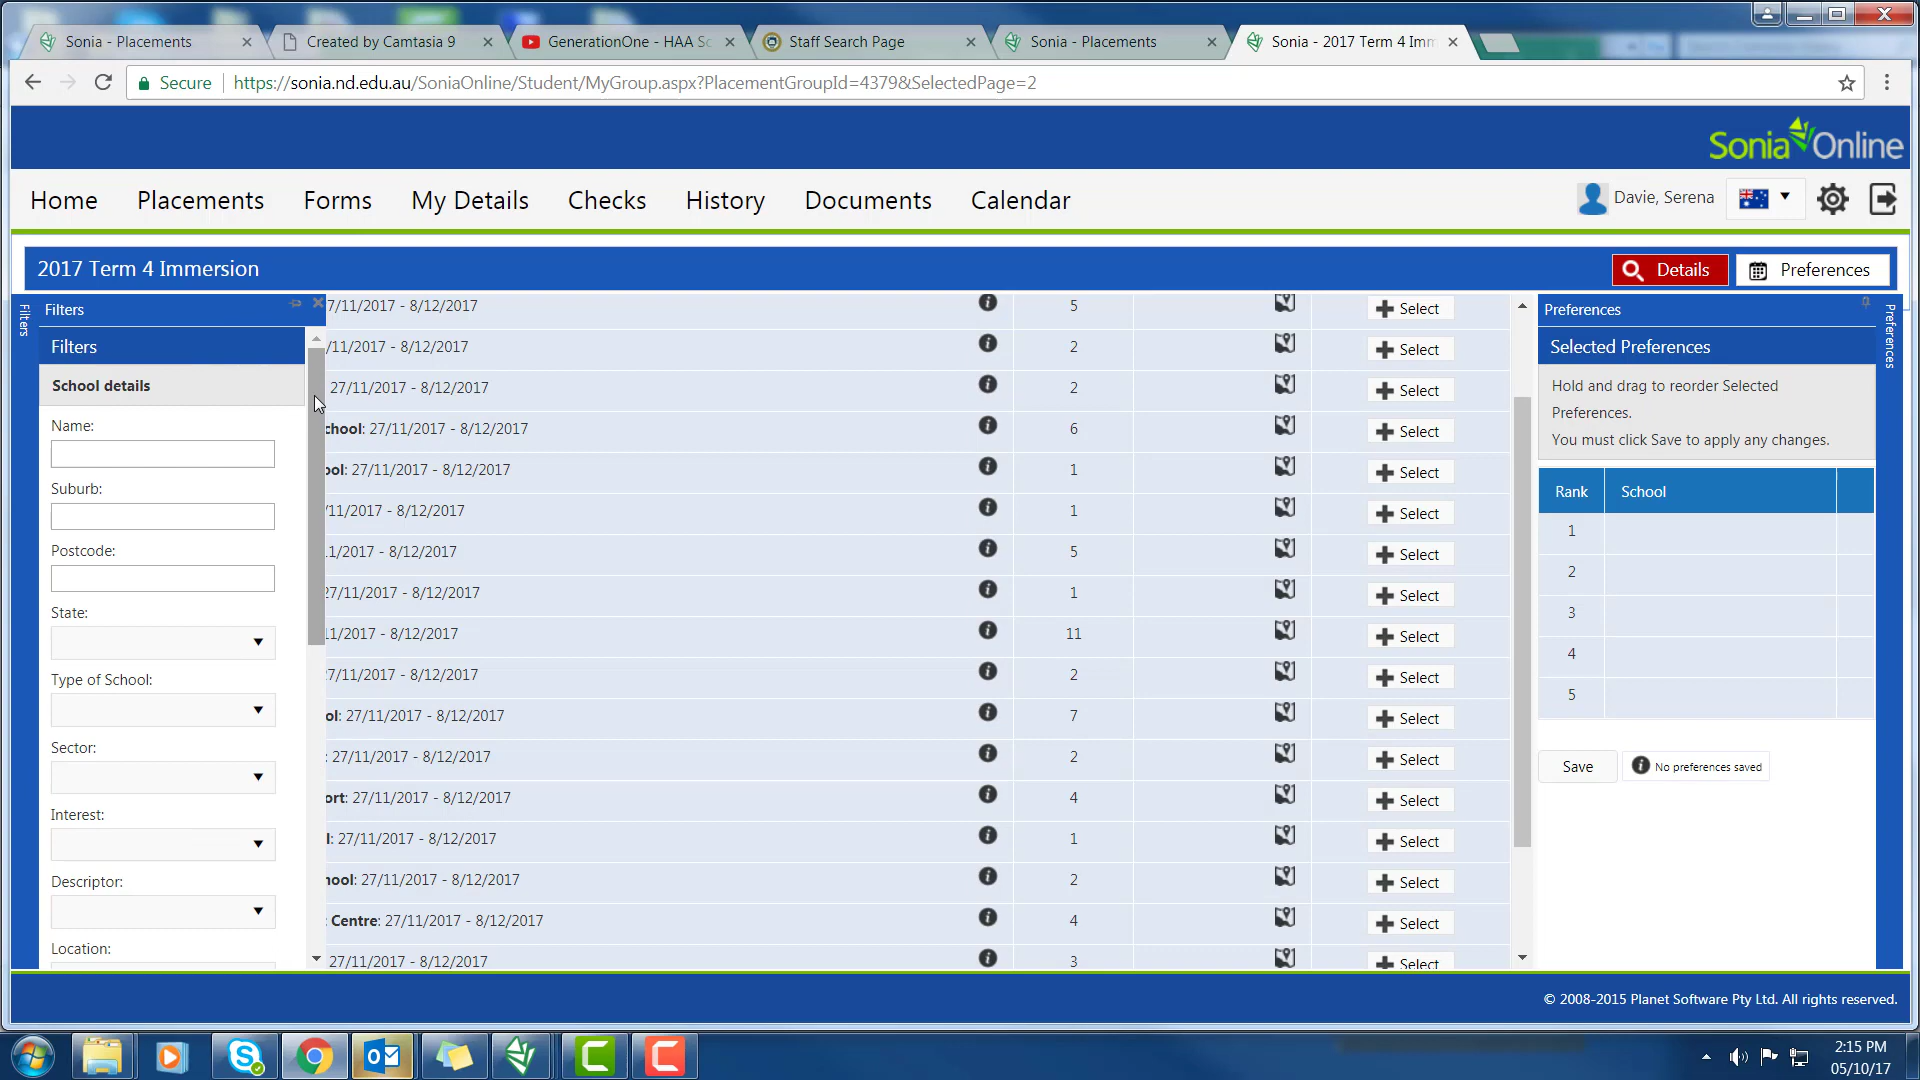 Sonia - Placements
Created by Camtasia 9
GenerationOne - HAA Sc
Staff Search Page
Sonia - Placements
Sonia - 2017 Term 4 Imm
Secure
https://sonia.nd.edu.au/SoniaOnline/Student/MyGroup.aspx?PlacementGroupId=4379&SelectedPage=2
Sonia Online
Home
Placements
Forms
My Details
Checks
History
Documents
Calendar
Davie, Serena
2017 Term 4 Immersion
Details
Preferences
Filters
Filters
Filters
School details
Name:
Suburb:
Postcode:
State:
Type of School:
Sector:
Interest:
Descriptor:
Location:
7/11/2017 - 8/12/2017 5 Select
/11/2017 - 8/12/2017 2 Select
27/11/2017 - 8/12/2017 2 Select
chool: 27/11/2017 - 8/12/2017 6 Select
ool: 27/11/2017 - 8/12/2017 1 Select
/11/2017 - 8/12/2017 1 Select
11/2017 - 8/12/2017 5 Select
27/11/2017 - 8/12/2017 1 Select
11/2017 - 8/12/2017 11 Select
27/11/2017 - 8/12/2017 2 Select
ol: 27/11/2017 - 8/12/2017 7 Select
: 27/11/2017 - 8/12/2017 2 Select
ort: 27/11/2017 - 8/12/2017 4 Select
l: 27/11/2017 - 8/12/2017 1 Select
hool: 27/11/2017 - 8/12/2017 2 Select
: Centre: 27/11/2017 - 8/12/2017 4 Select
27/11/2017 - 8/12/2017 3 Select
Preferences
Preferences
Selected Preferences
Hold and drag to reorder Selected
Preferences.
You must click Save to apply any changes.
Rank School
1
2
3
4
5
Save
No preferences saved
© 2008-2015 Planet Software Pty Ltd. All rights reserved.
2:15 PM
05/10/17